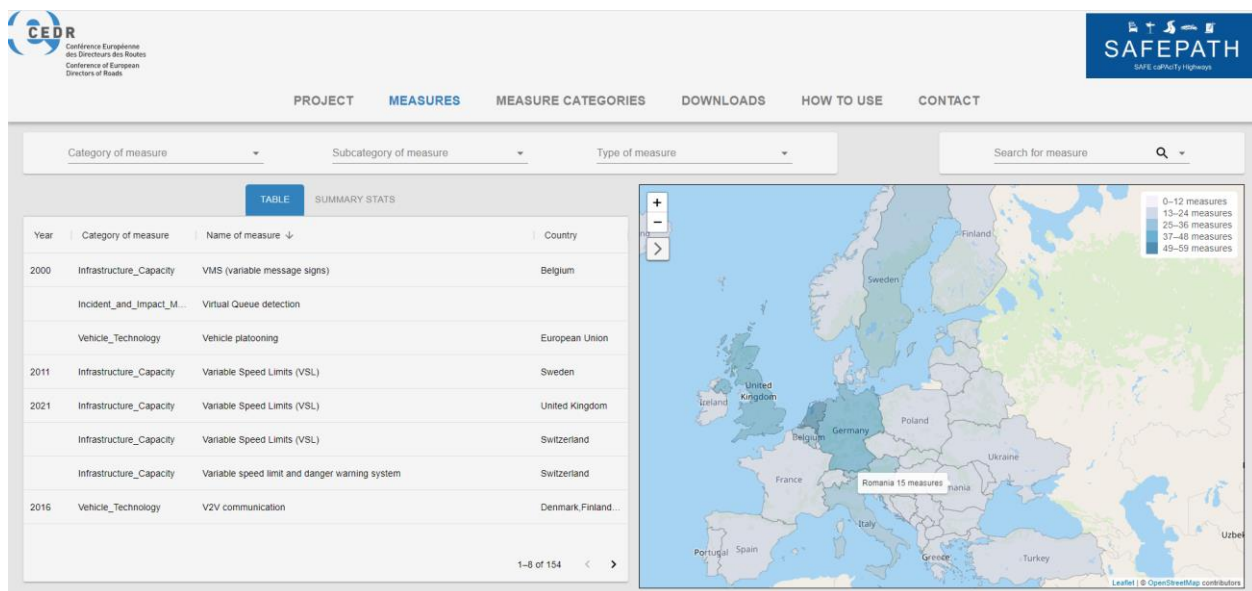 CEDR
Conférence Européenne
des Directeurs des Routes
Conference of European
Directors of Roads
SAFEPATH
SAFE caPAciTy Highways
PROJECT MEASURES MEASURE CATEGORIES DOWNLOADS HOW TO USE CONTACT
Category of measure Subcategory of measure Type of measure Search for measure
TABLE SUMMARY STATS
Year Category of measure Name of measure ↓ Country
2000 Infrastructure_Capacity VMS (variable message signs) Belgium
Incident_and_Impact_M... Virtual Queue detection
Vehicle_Technology Vehicle platooning European Union
2011 Infrastructure_Capacity Variable Speed Limits (VSL) Sweden
2021 Infrastructure_Capacity Variable Speed Limits (VSL) United Kingdom
Infrastructure_Capacity Variable Speed Limits (VSL) Switzerland
Infrastructure_Capacity Variable speed limit and danger warning system Switzerland
2016 Vehicle_Technology V2V communication Denmark,Finland...
1–8 of 154 < >
+
−
0–12 measures
13–24 measures
25–36 measures
37–48 measures
49–59 measures
Finland
Sweden
United
Kingdom
Ireland
Poland
Germany
Belgium
Ukraine
France
Romania 15 measures
mania
Italy
Uzbek
Portugal Spain
Greece
Turkey
Leaflet | © OpenStreetMap contributors